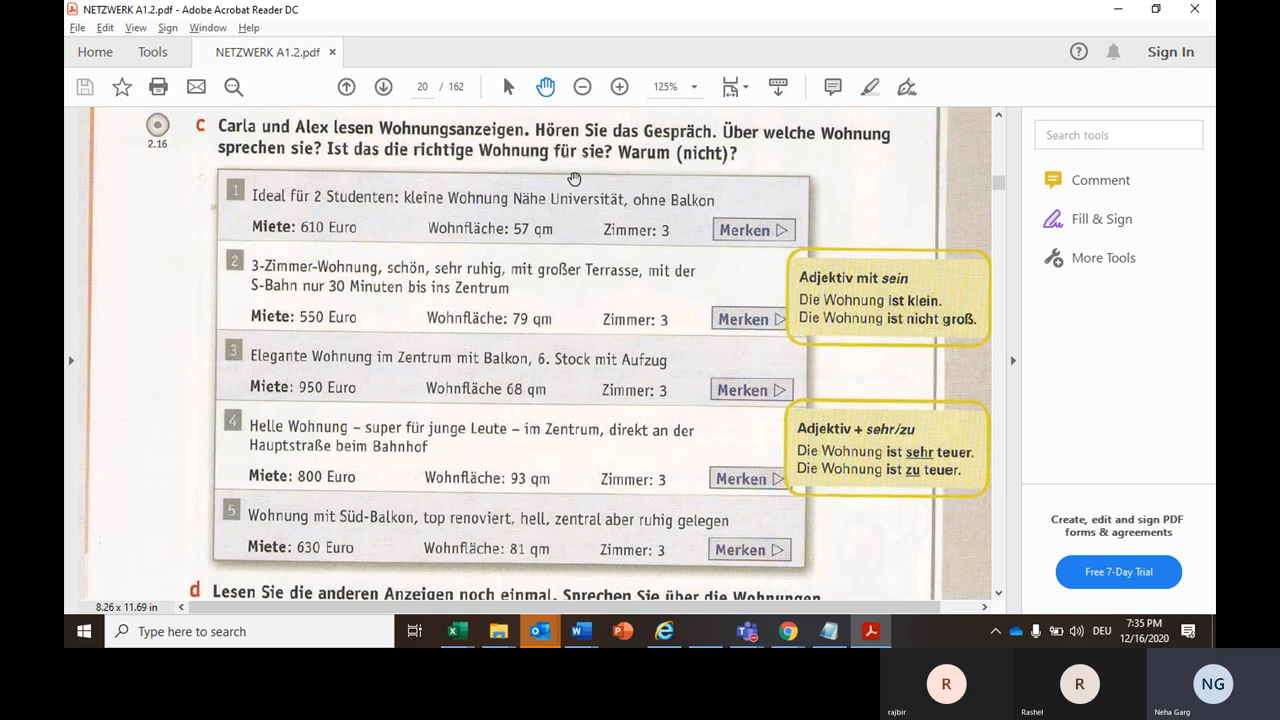 NETZWERK A1.2.pdf - Adobe Acrobat Reader DC
File Edit View Sign Window Help
Home Tools NETZWERK A1.2.pdf × Sign In
20 / 162 125%
2.16
c Carla und Alex lesen Wohnungsanzeigen. Hören Sie das Gespräch. Über welche Wohnung
sprechen sie? Ist das die richtige Wohnung für sie? Warum (nicht)?
1 Ideal für 2 Studenten: kleine Wohnung Nähe Universität, ohne Balkon
Miete: 610 Euro Wohnfläche: 57 qm Zimmer: 3 Merken
2 3-Zimmer-Wohnung, schön, sehr ruhig, mit großer Terrasse, mit der
S-Bahn nur 30 Minuten bis ins Zentrum
Miete: 550 Euro Wohnfläche: 79 qm Zimmer: 3 Merken
3 Elegante Wohnung im Zentrum mit Balkon, 6. Stock mit Aufzug
Miete: 950 Euro Wohnfläche 68 qm Zimmer: 3 Merken
4 Helle Wohnung – super für junge Leute – im Zentrum, direkt an der
Hauptstraße beim Bahnhof
Miete: 800 Euro Wohnfläche: 93 qm Zimmer: 3 Merken
5 Wohnung mit Süd-Balkon, top renoviert, hell, zentral aber ruhig gelegen
Miete: 630 Euro Wohnfläche: 81 qm Zimmer: 3 Merken
d Lesen Sie die anderen Anzeigen noch einmal. Sprechen Sie über die Wohnungen
Adjektiv mit sein
Die Wohnung ist klein.
Die Wohnung ist nicht groß.
Adjektiv + sehr/zu
Die Wohnung ist sehr teuer.
Die Wohnung ist zu teuer.
Search tools
Comment
Fill & Sign
More Tools
Create, edit and sign PDF
forms & agreements
Free 7-Day Trial
8.26 x 11.69 in
Type here to search
DEU
7:35 PM
12/16/2020
R
rajbir
R
Rashel
NG
Neha Garg